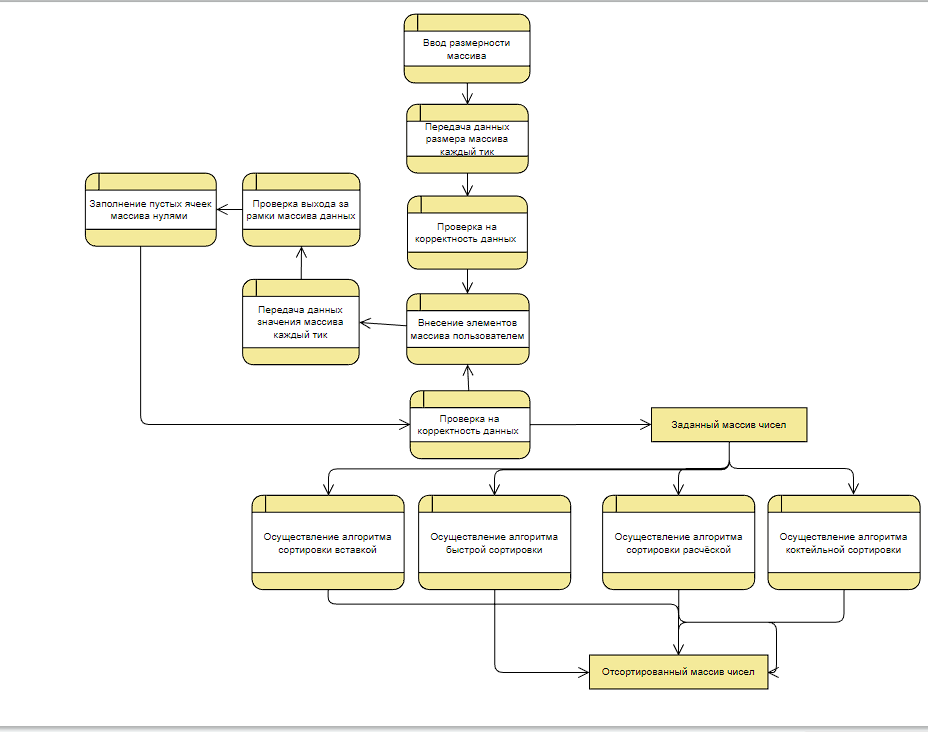 Ввод размерности
массива
Передача данных
размера массива
каждый тик
Заполнение пустых ячеек
массива нулями
Проверка выхода за
рамки массива данных
Проверка на
корректность данных
Передача данных
значения массива
каждый тик
Внесение элементов
массива пользователем
Проверка на
корректность данных
Заданный массив чисел
Осуществление алгоритма
сортировки вставкой
Осуществление алгоритма
быстрой сортировки
Осуществление алгоритма
сортировки расчёской
Осуществление алгоритма
коктейльной сортировки
Отсортированный массив чисел